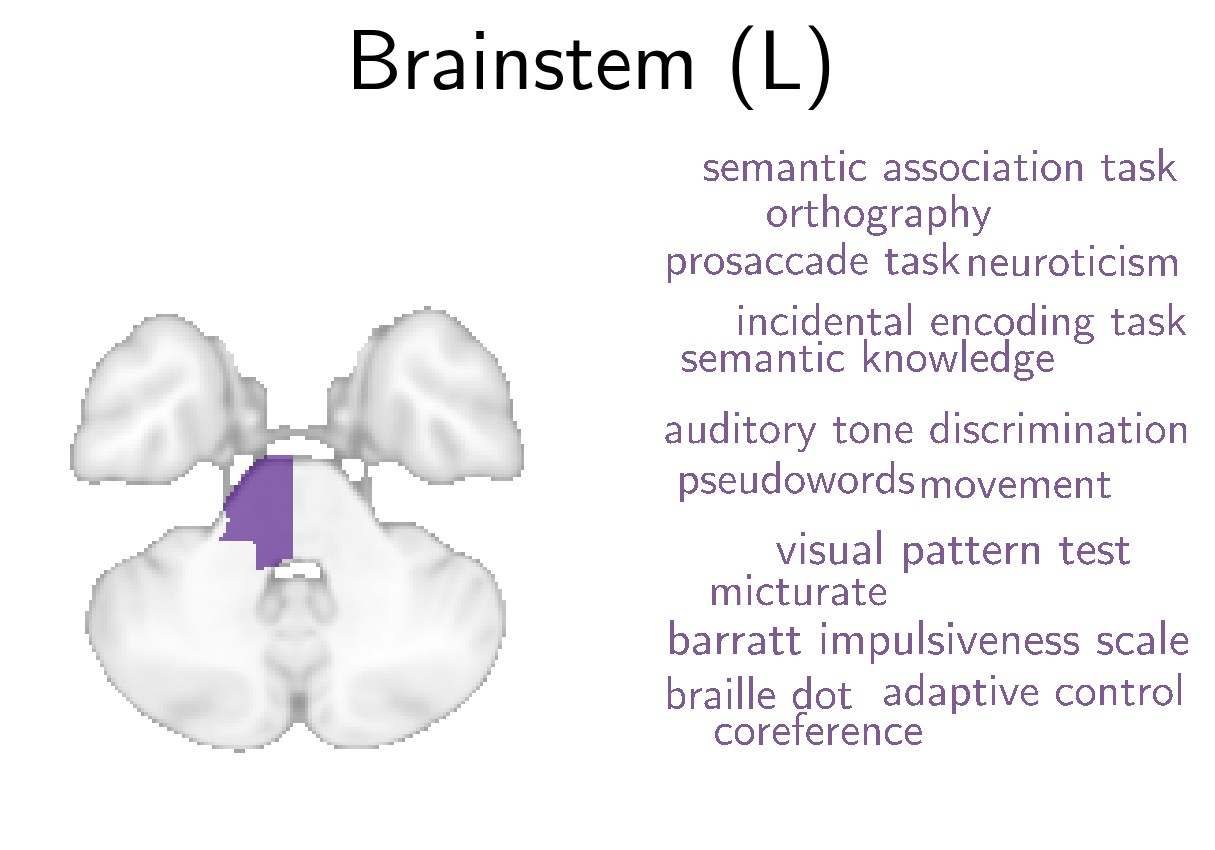 Brainstem (L)
semantic association task
orthography
prosaccade task neuroticism
incidental encoding task
semantic knowledge
auditory tone discrimination
pseudowords movement
visual pattern test
micturate
barratt impulsiveness scale
braille dot adaptive control
coreference